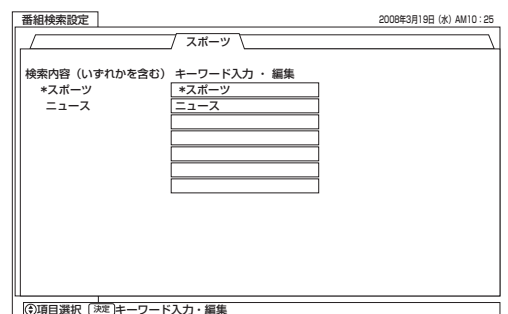 番組検索設定 2008年3月19日 (水) AM10：25
スポーツ
検索内容（いずれかを含む） キーワード入力 ・ 編集
*スポーツ *スポーツ
ニュース ニュース
項目選択 決定 キーワード入力・編集